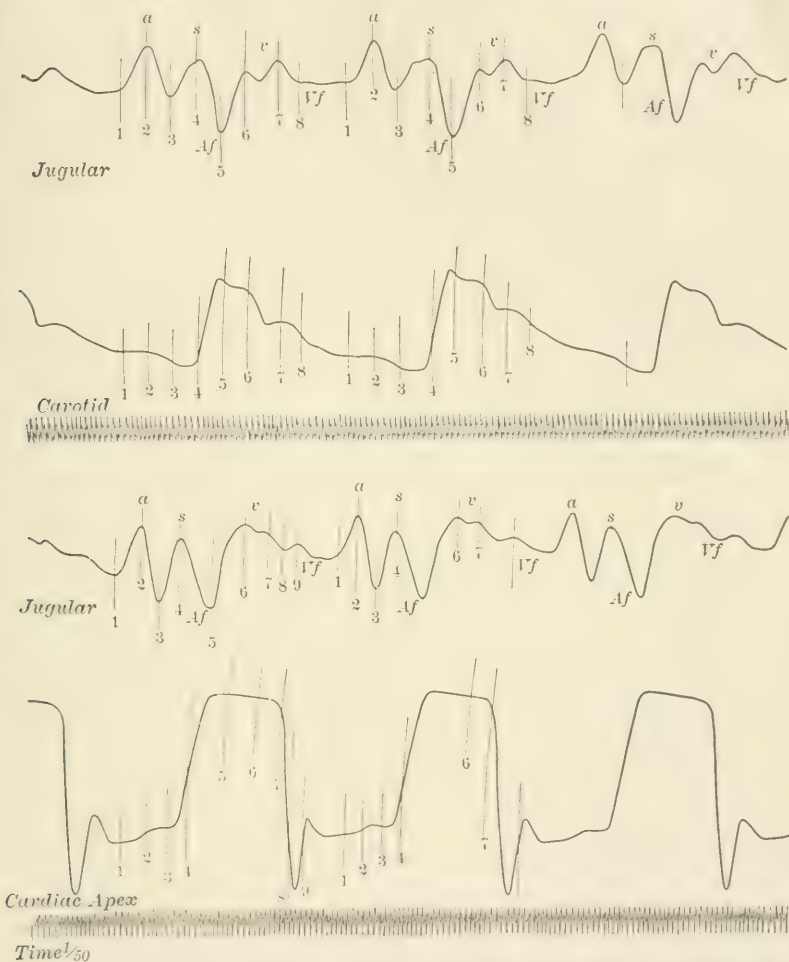 a s v a s v a s v
1 2 3 4 Af 5 6 7 8 Vf 1 2 3 4 Af 5 6 7 8 Vf Af Vf
Jugular
1 2 3 4 5 6 7 8 1 2 3 4 5 6 7 8
Carotid
a s v a s v a s v
1 2 3 4 Af 5 6 7 8 9 Vf 1 2 3 4 Af 6 7 Vf Af Vf
Jugular
1 2 3 4 5 6 7 9 1 2 3 4 6 7
Cardiac Apex
Time 1/50